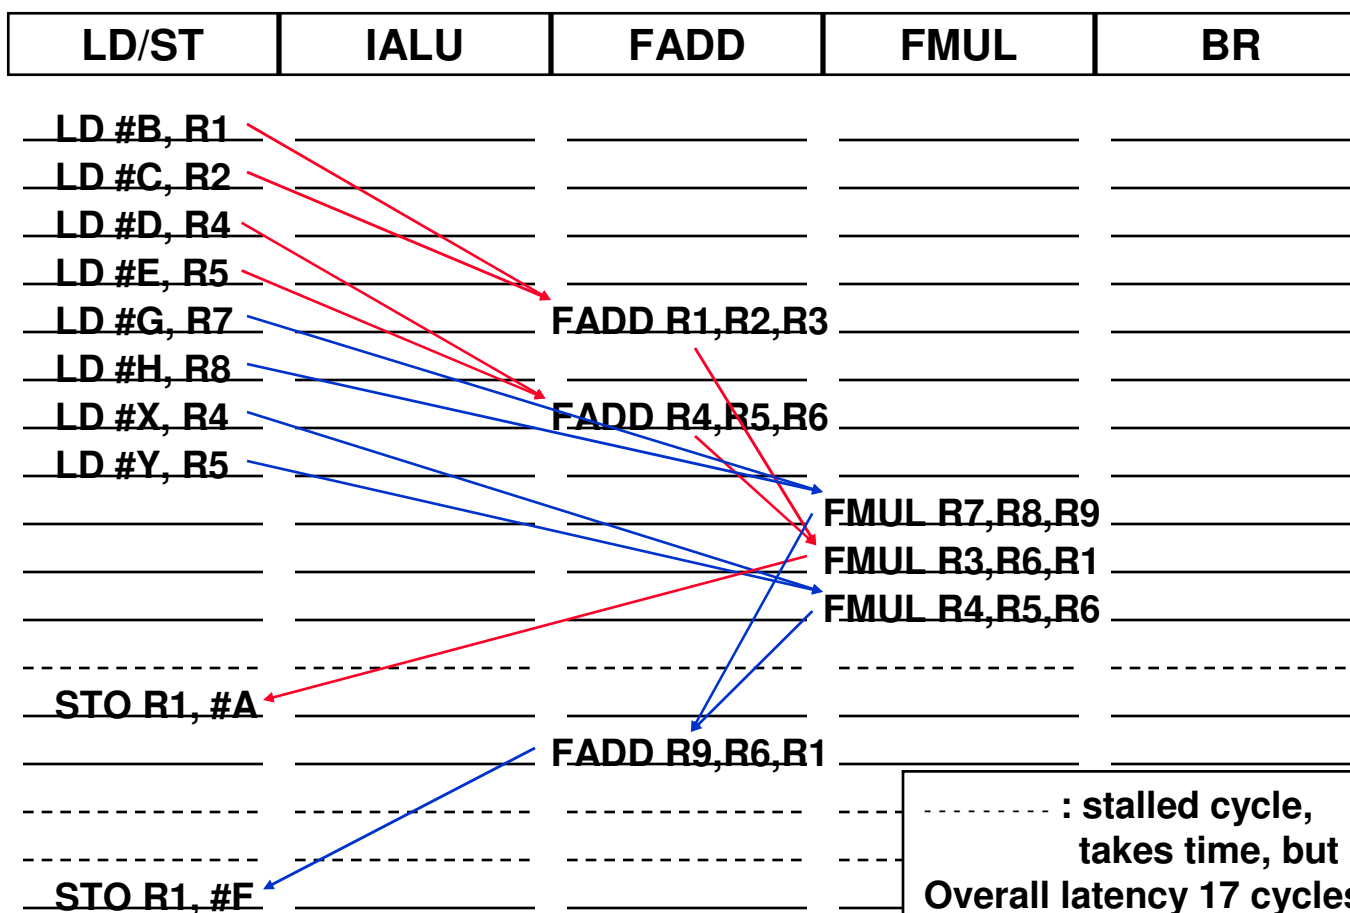 LD/ST IALU FADD FMUL BR
LD #B, R1
LD #C, R2
LD #D, R4
LD #E, R5
LD #G, R7 FADD R1,R2,R3
LD #H, R8
LD #X, R4 FADD R4,R5,R6
LD #Y, R5
FMUL R7,R8,R9
FMUL R3,R6,R1
FMUL R4,R5,R6
STO R1, #A
FADD R9,R6,R1
: stalled cycle,
takes time, but
Overall latency 17 cycles
STO R1, #F